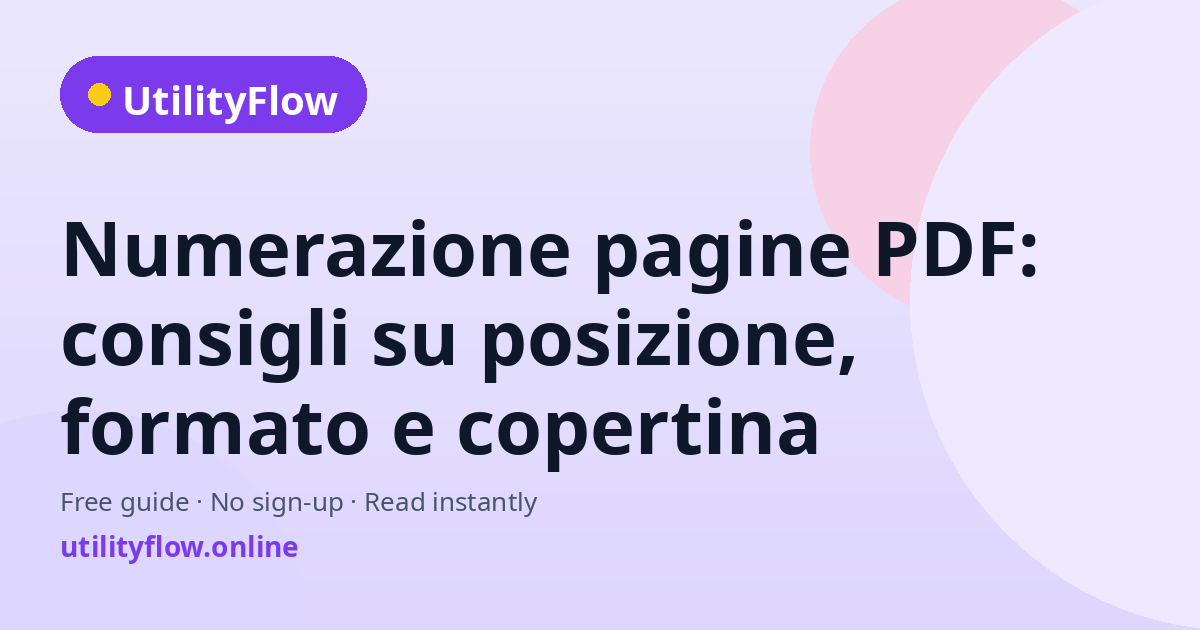 UtilityFlow
Numerazione pagine PDF:
consigli su posizione,
formato e copertina
Free guide · No sign-up · Read instantly
utilityflow.online